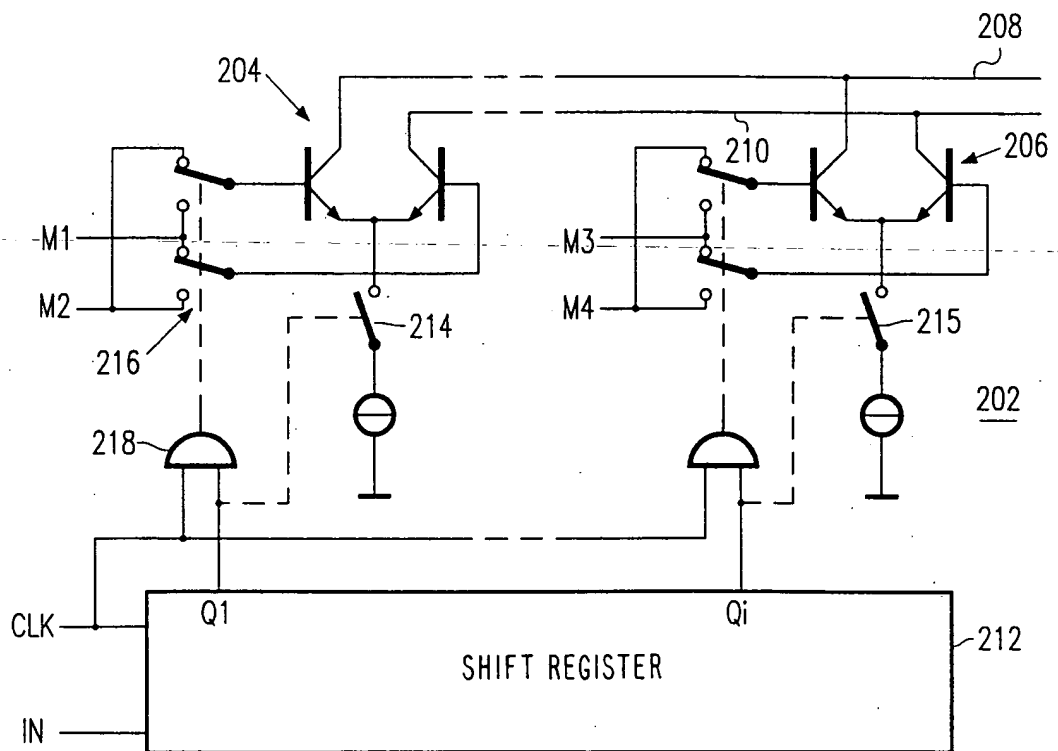 208
204
210
206
M1
M3
M2
M4
216
214
215
202
218
Q1
Qi
CLK
212
SHIFT REGISTER
IN